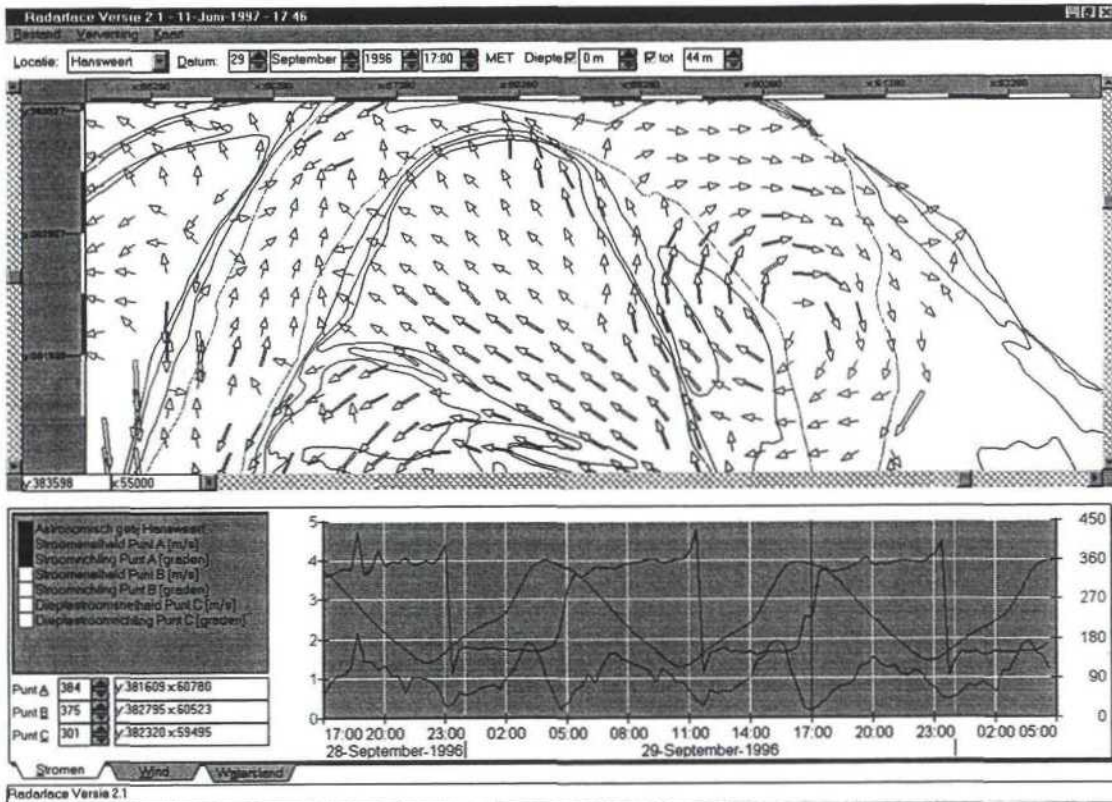 Radarface Versie 2.1 - 11-Juni-1997 - 17:46
Bestand Verversing Kaart
Locatie: Hansweert Datum: 29 September 1996 17:00 MET Diepte 0 m tot 44 m
y:383598 x:55000
Astronomisch getij Hansweert
Stroomsnelheid Punt A [m/s]
Stroomrichting Punt A [graden]
Stroomsnelheid Punt B [m/s]
Stroomrichting Punt B [graden]
Dieptestroomsnelheid Punt C [m/s]
Dieptestroomrichting Punt C [graden]
Punt A 384 y:381609 x:60780
Punt B 375 y:382795 x:60523
Punt C 301 y:382320 x:59495
5 450
4 360
3 270
2 180
1 90
0 0
17:00 20:00 23:00 02:00 05:00 08:00 11:00 14:00 17:00 20:00 23:00 02:00 05:00
28-September-1996 29-September-1996
Stromen Wind Waterstand
Radarface Versie 2.1